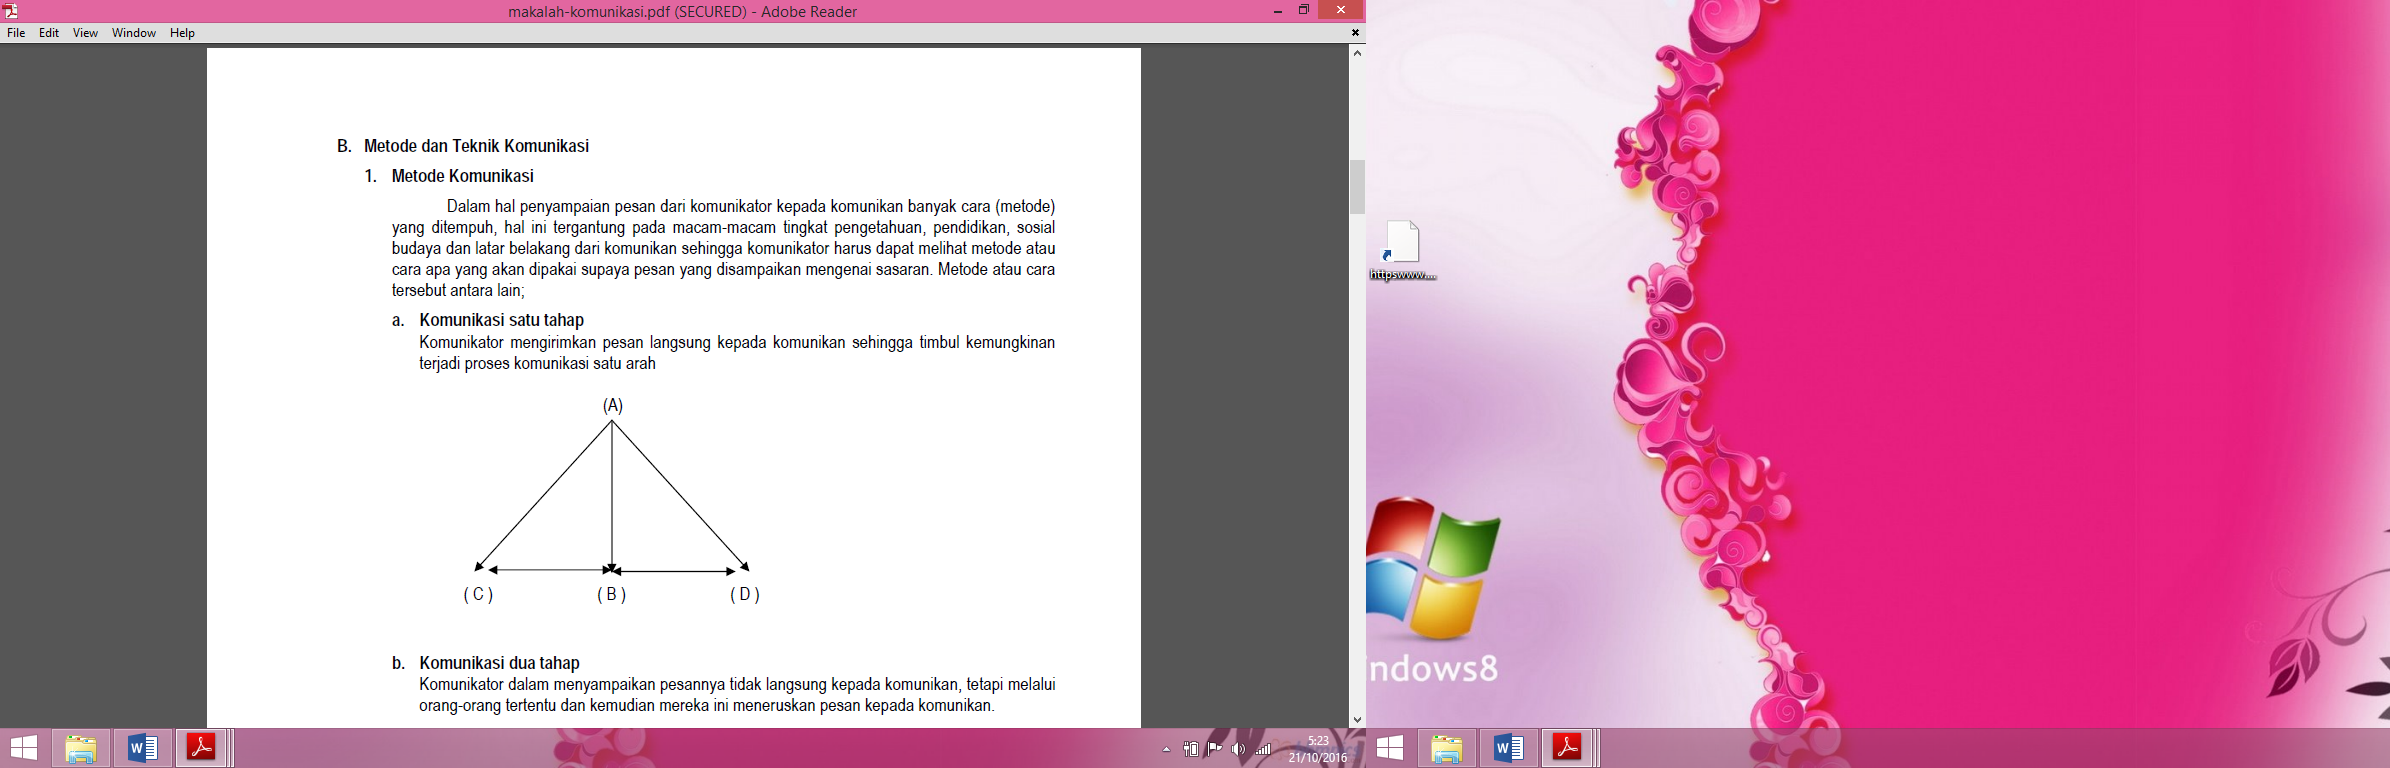 makalah-komunikasi.pdf (SECURED) - Adobe Reader
File Edit View Window Help
B. Metode dan Teknik Komunikasi
1. Metode Komunikasi
Dalam hal penyampaian pesan dari komunikator kepada komunikan banyak cara (metode)
yang ditempuh, hal ini tergantung pada macam-macam tingkat pengetahuan, pendidikan, sosial
budaya dan latar belakang dari komunikan sehingga komunikator harus dapat melihat metode atau
cara apa yang akan dipakai supaya pesan yang disampaikan mengenai sasaran. Metode atau cara
tersebut antara lain;
a. Komunikasi satu tahap
Komunikator mengirimkan pesan langsung kepada komunikan sehingga timbul kemungkinan
terjadi proses komunikasi satu arah
(A)
( C ) ( B ) ( D )
b. Komunikasi dua tahap
Komunikator dalam menyampaikan pesannya tidak langsung kepada komunikan, tetapi melalui
orang-orang tertentu dan kemudian mereka ini meneruskan pesan kepada komunikan.
5:23
21/10/2016
httpswww....
ndows8